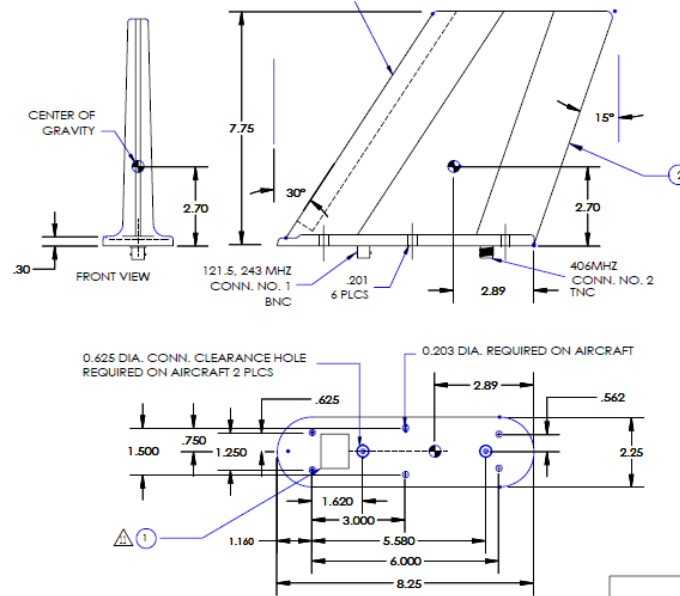 CENTER OF
GRAVITY
7.75
30°
15°
2
2.70
2.70
.30
FRONT VIEW
121.5, 243 MHZ
CONN. NO. 1
BNC
.201
6 PLCS
406MHZ
CONN. NO. 2
TNC
2.89
0.625 DIA. CONN. CLEARANCE HOLE
REQUIRED ON AIRCRAFT 2 PLCS
0.203 DIA. REQUIRED ON AIRCRAFT
.625
2.89
.562
1.500
.750
1.250
2.25
1.620
3.000
1
1.160
5.580
6.000
8.25